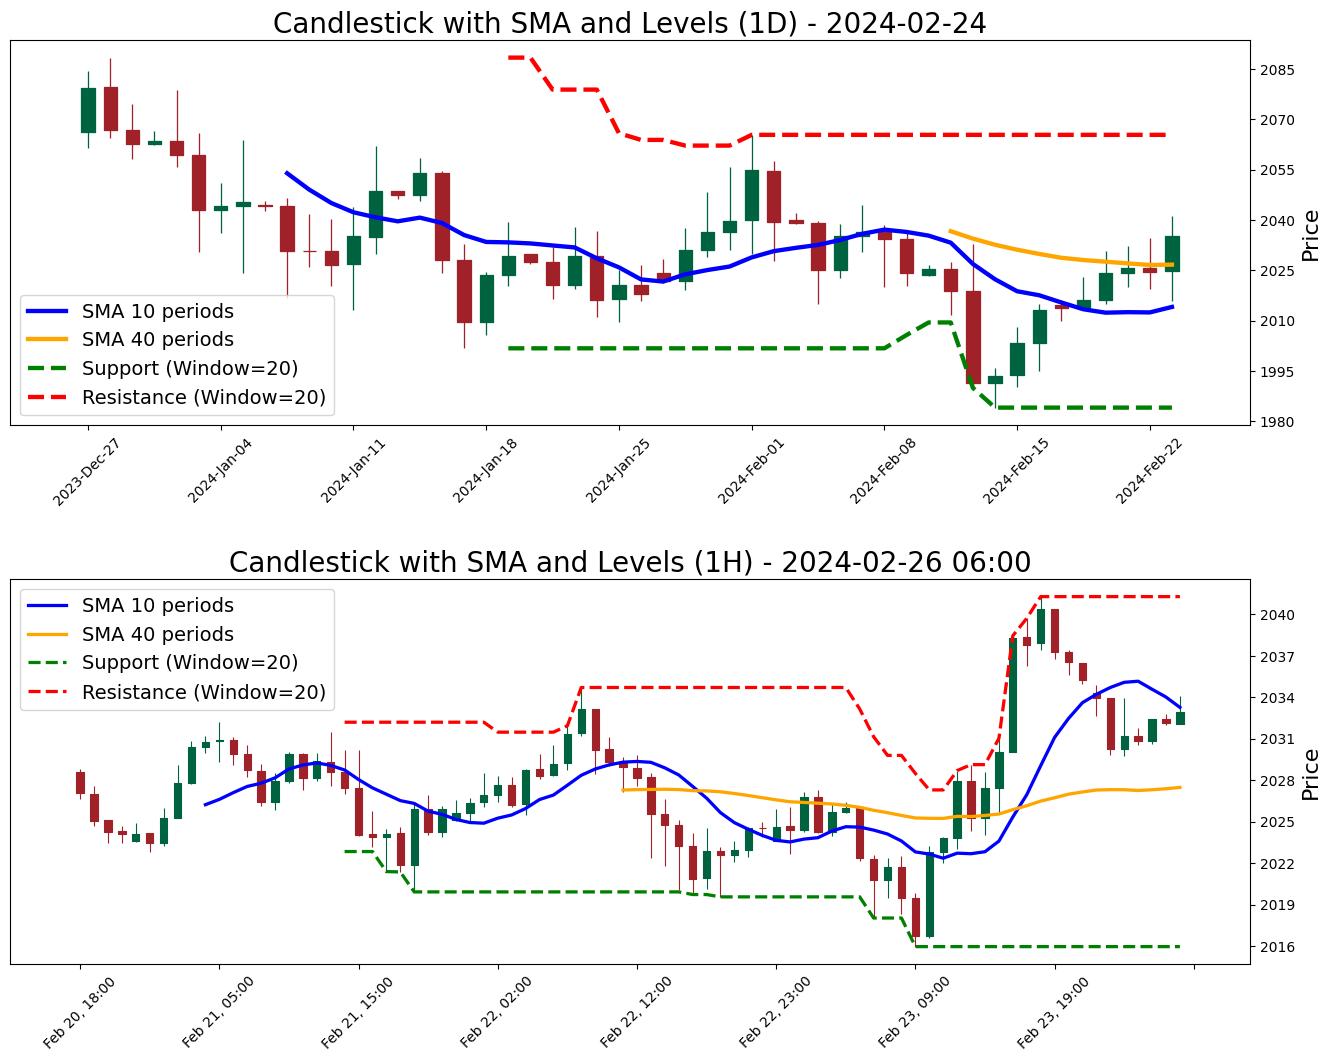 Candlestick with SMA and Levels (1D) - 2024-02-24
2085
2070
2055
2040
2025
2010
1995
1980
Price
SMA 10 periods
SMA 40 periods
Support (Window=20)
Resistance (Window=20)
2023-Dec-27
2024-Jan-04
2024-Jan-11
2024-Jan-18
2024-Jan-25
2024-Feb-01
2024-Feb-08
2024-Feb-15
2024-Feb-22
Candlestick with SMA and Levels (1H) - 2024-02-26 06:00
SMA 10 periods
SMA 40 periods
Support (Window=20)
Resistance (Window=20)
2040
2037
2034
2031
2028
2025
2022
2019
2016
Price
Feb 20, 18:00
Feb 21, 05:00
Feb 21, 15:00
Feb 22, 02:00
Feb 22, 12:00
Feb 22, 23:00
Feb 23, 09:00
Feb 23, 19:00